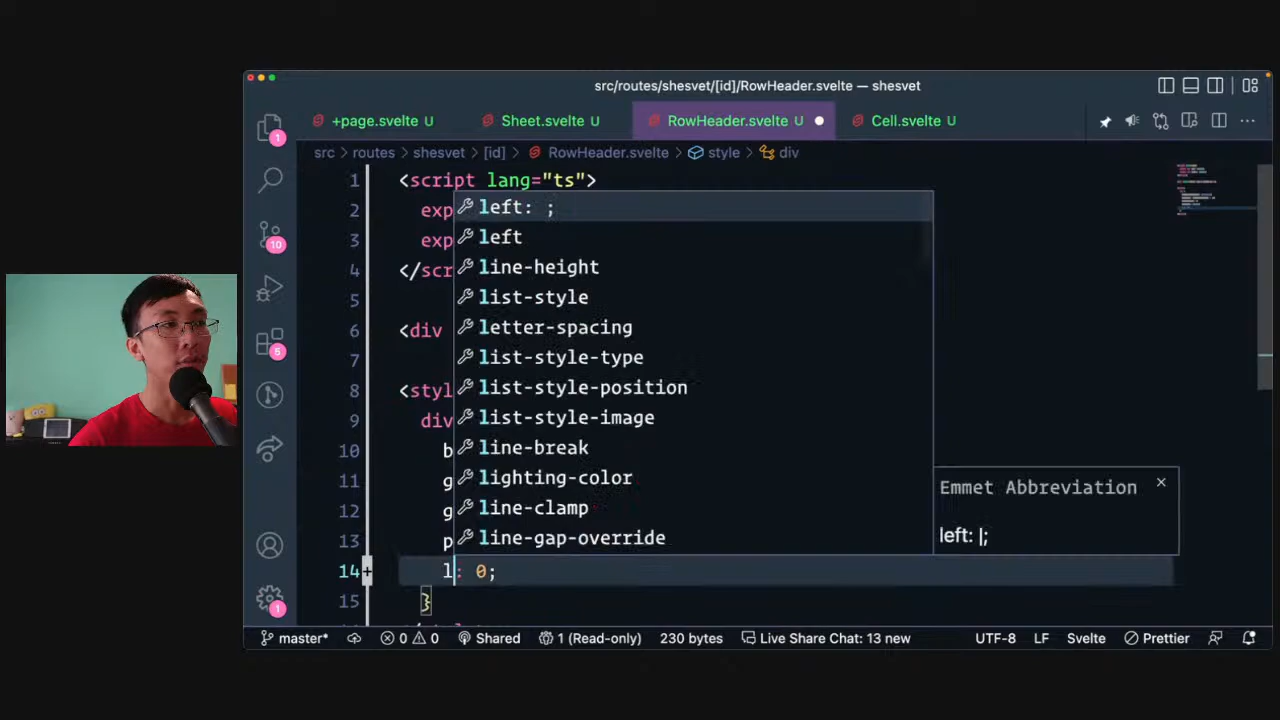 src/routes/shesvet/[id]/RowHeader.svelte — shesvet
+page.svelte U
Sheet.svelte U
RowHeader.svelte U
Cell.svelte U
src > routes > shesvet > [id] > RowHeader.svelte > style > div
1 <script lang="ts">
2 exp
3 exp
4 </scr
5
6 <div
7
8 <styl
9 div
10 b
11 g
12 g
13 p
14 l: 0;
15 }
left: ;
left
line-height
list-style
letter-spacing
list-style-type
list-style-position
list-style-image
line-break
lighting-color
line-clamp
line-gap-override
Emmet Abbreviation
left: |;
1
10
5
1
master* 0 0 Shared 1 (Read-only) 230 bytes Live Share Chat: 13 new UTF-8 LF Svelte Prettier